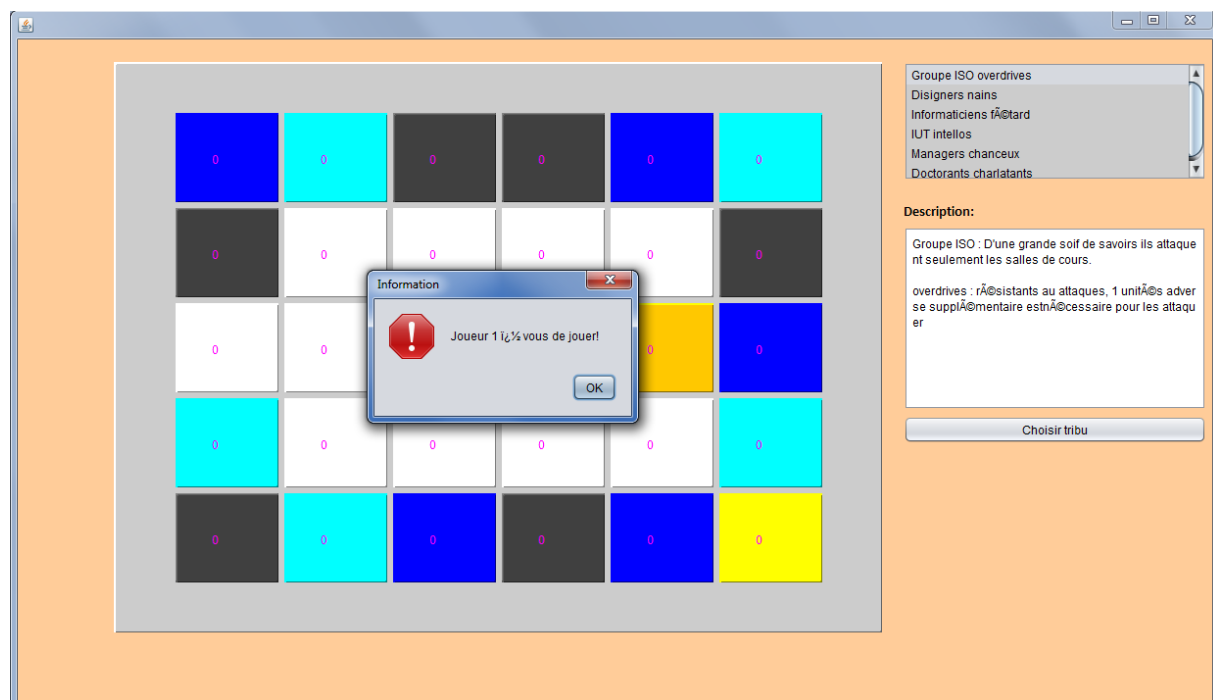 Groupe ISO overdrives
Disigners nains
Informaticiens fÃ©tard
IUT intellos
Managers chanceux
Doctorants charlatants
Description:
Groupe ISO : D'une grande soif de savoirs ils attaque
nt seulement les salles de cours.
overdrives : rÃ©sistants au attaques, 1 unitÃ©s adver
se supplÃ©mentaire estnÃ©cessaire pour les attaqu
er
Choisir tribu
0 0 0 0 0 0
0 0 0 0 0 0
0 0 0 0
0 0 0 0 0 0
0 0 0 0 0 0
Information
Joueur 1 ï¿½ vous de jouer!
OK